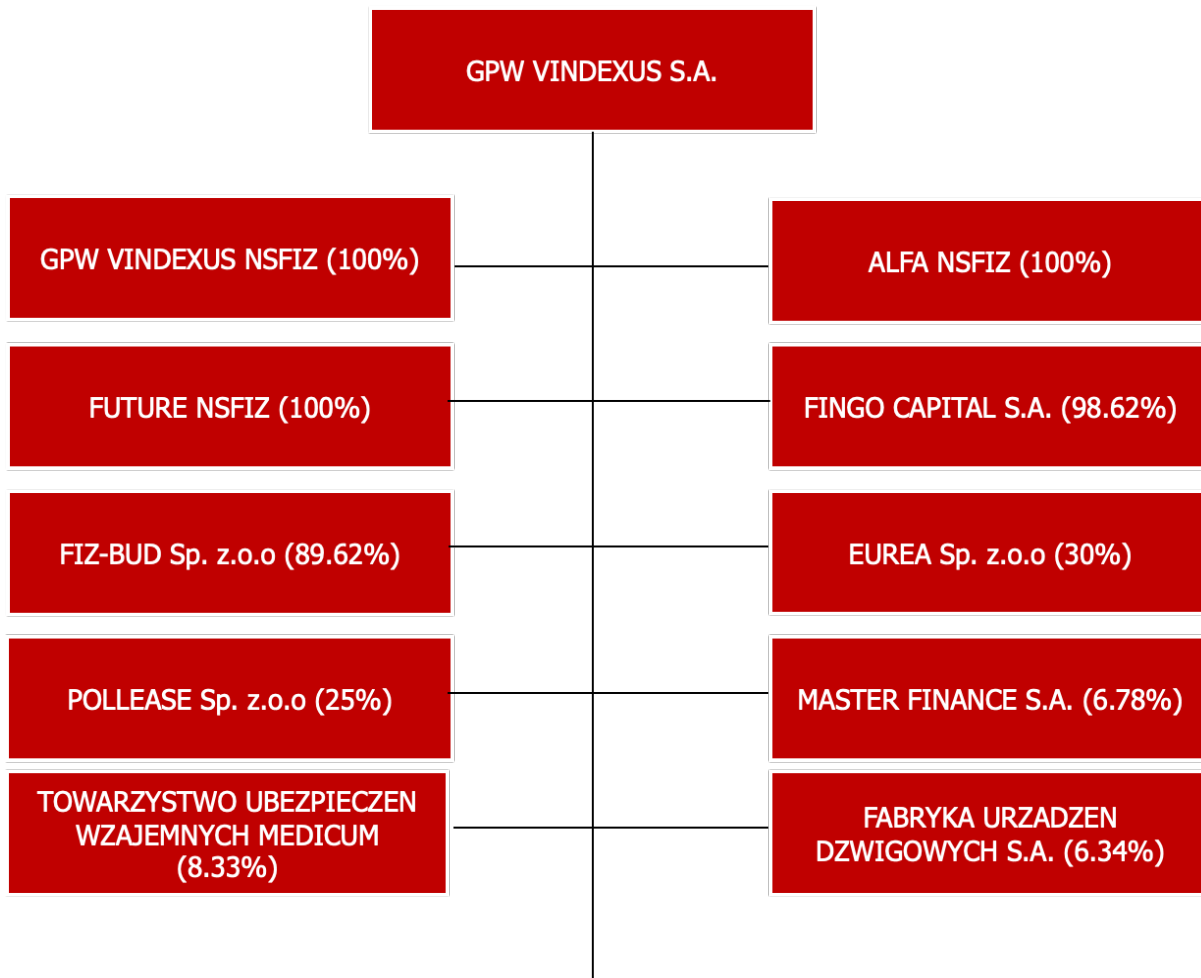 GPW VINDEXUS S.A.
GPW VINDEXUS NSFIZ (100%)
ALFA NSFIZ (100%)
FUTURE NSFIZ (100%)
FINGO CAPITAL S.A. (98.62%)
FIZ-BUD Sp. z.o.o (89.62%)
EUREA Sp. z.o.o (30%)
POLLEASE Sp. z.o.o (25%)
MASTER FINANCE S.A. (6.78%)
TOWARZYSTWO UBEZPIECZEN
WZAJEMNYCH MEDICUM
(8.33%)
FABRYKA URZADZEN
DZWIGOWYCH S.A. (6.34%)